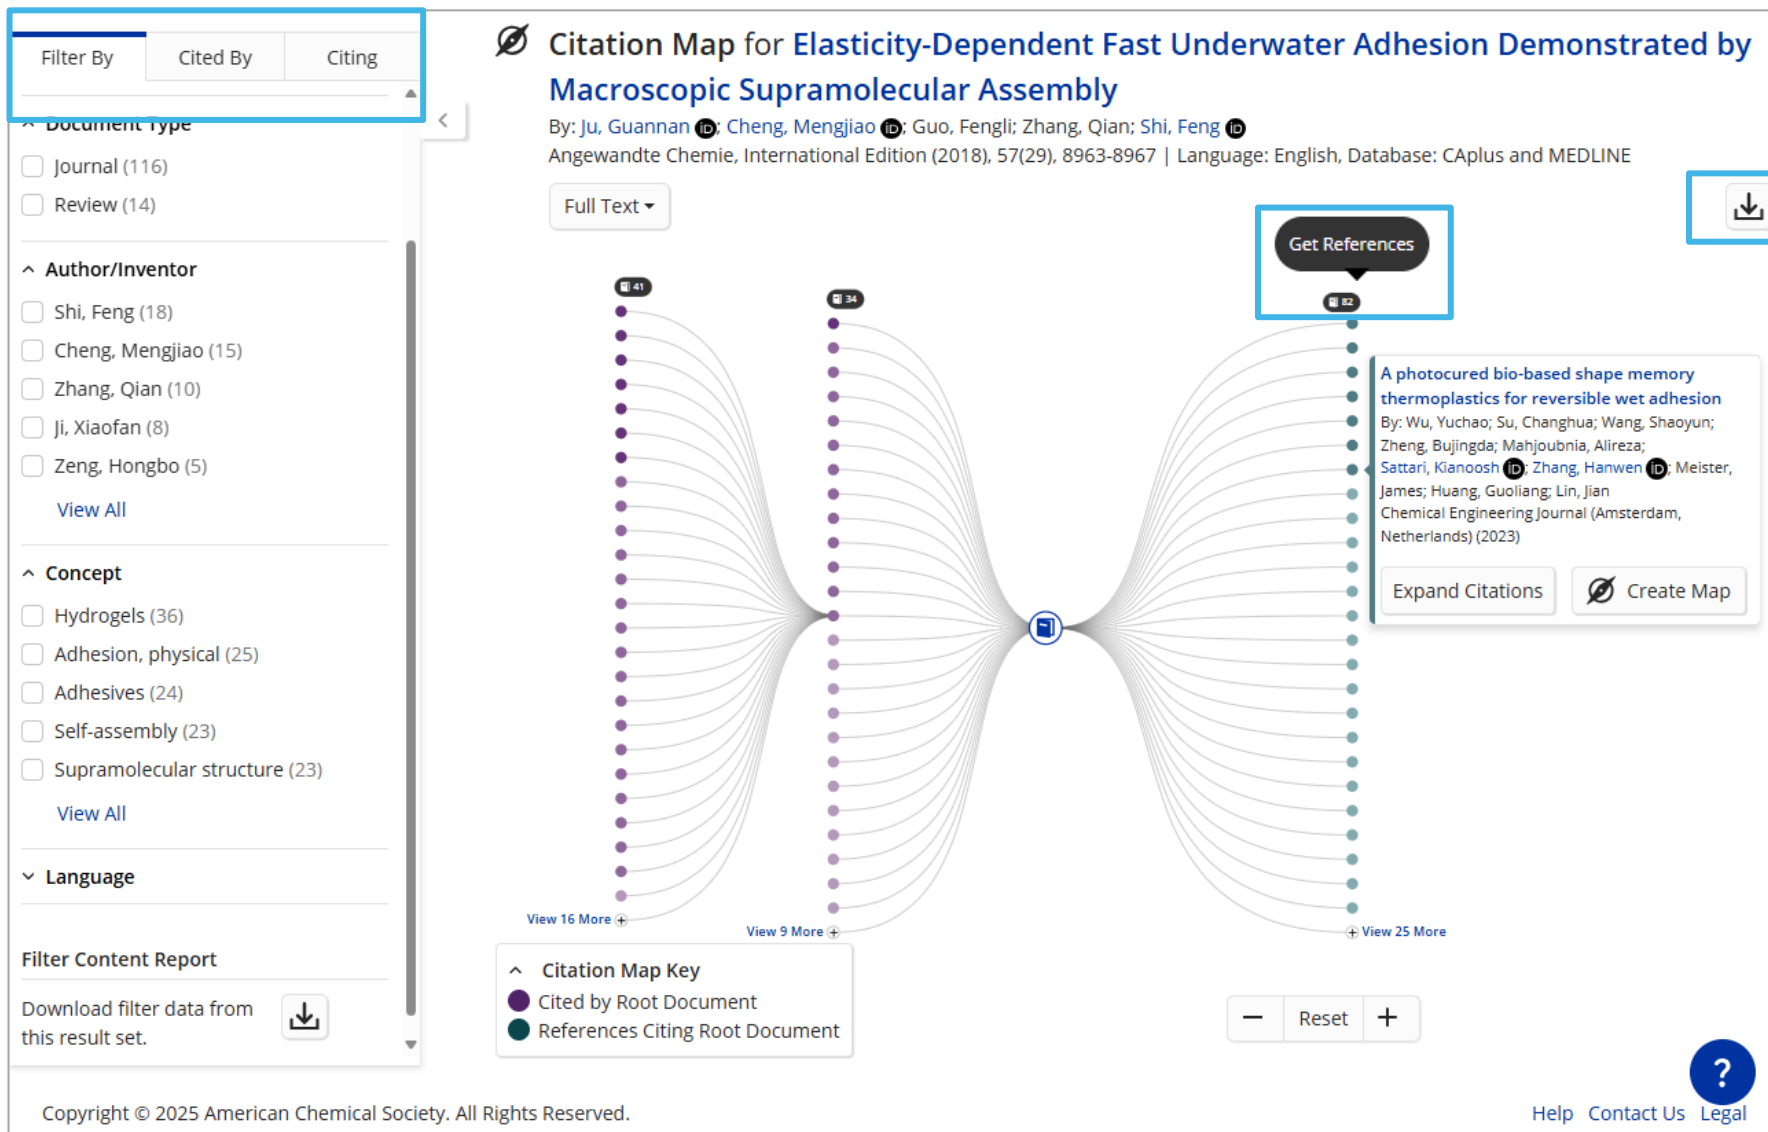 Filter By
Cited By
Citing
Document Type
Journal (116)
Review (14)
Author/Inventor
Shi, Feng (18)
Cheng, Mengjiao (15)
Zhang, Qian (10)
Ji, Xiaofan (8)
Zeng, Hongbo (5)
View All
Concept
Hydrogels (36)
Adhesion, physical (25)
Adhesives (24)
Self-assembly (23)
Supramolecular structure (23)
View All
Language
Filter Content Report
Download filter data from
this result set.
Citation Map for Elasticity-Dependent Fast Underwater Adhesion Demonstrated by
Macroscopic Supramolecular Assembly
By: Ju, Guannan iD; Cheng, Mengjiao iD; Guo, Fengli; Zhang, Qian; Shi, Feng iD
Angewandte Chemie, International Edition (2018), 57(29), 8963-8967 | Language: English, Database: CAplus and MEDLINE
Full Text
Get References
41
34
82
A photocured bio-based shape memory
thermoplastics for reversible wet adhesion
By: Wu, Yuchao; Su, Changhua; Wang, Shaoyun;
Zheng, Bujingda; Mahjoubnia, Alireza;
Sattari, Kianoosh iD; Zhang, Hanwen iD; Meister,
James; Huang, Guoliang; Lin, Jian
Chemical Engineering Journal (Amsterdam,
Netherlands) (2023)
Expand Citations
Create Map
View 16 More
View 9 More
View 25 More
Citation Map Key
Cited by Root Document
References Citing Root Document
Reset
?
Copyright © 2025 American Chemical Society. All Rights Reserved.
Help Contact Us Legal